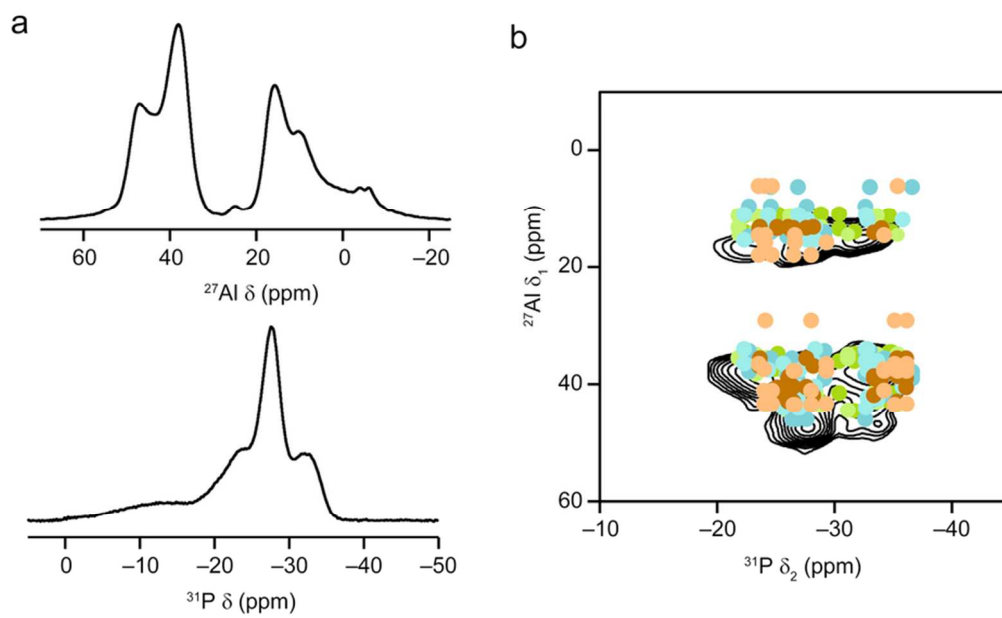 a
60 40 20 0 –20
²⁷Al δ (ppm)
0 –10 –20 –30 –40 –50
³¹P δ (ppm)
b
0
20
40
60
²⁷Al δ₁ (ppm)
–10 –20 –30 –40
³¹P δ₂ (ppm)